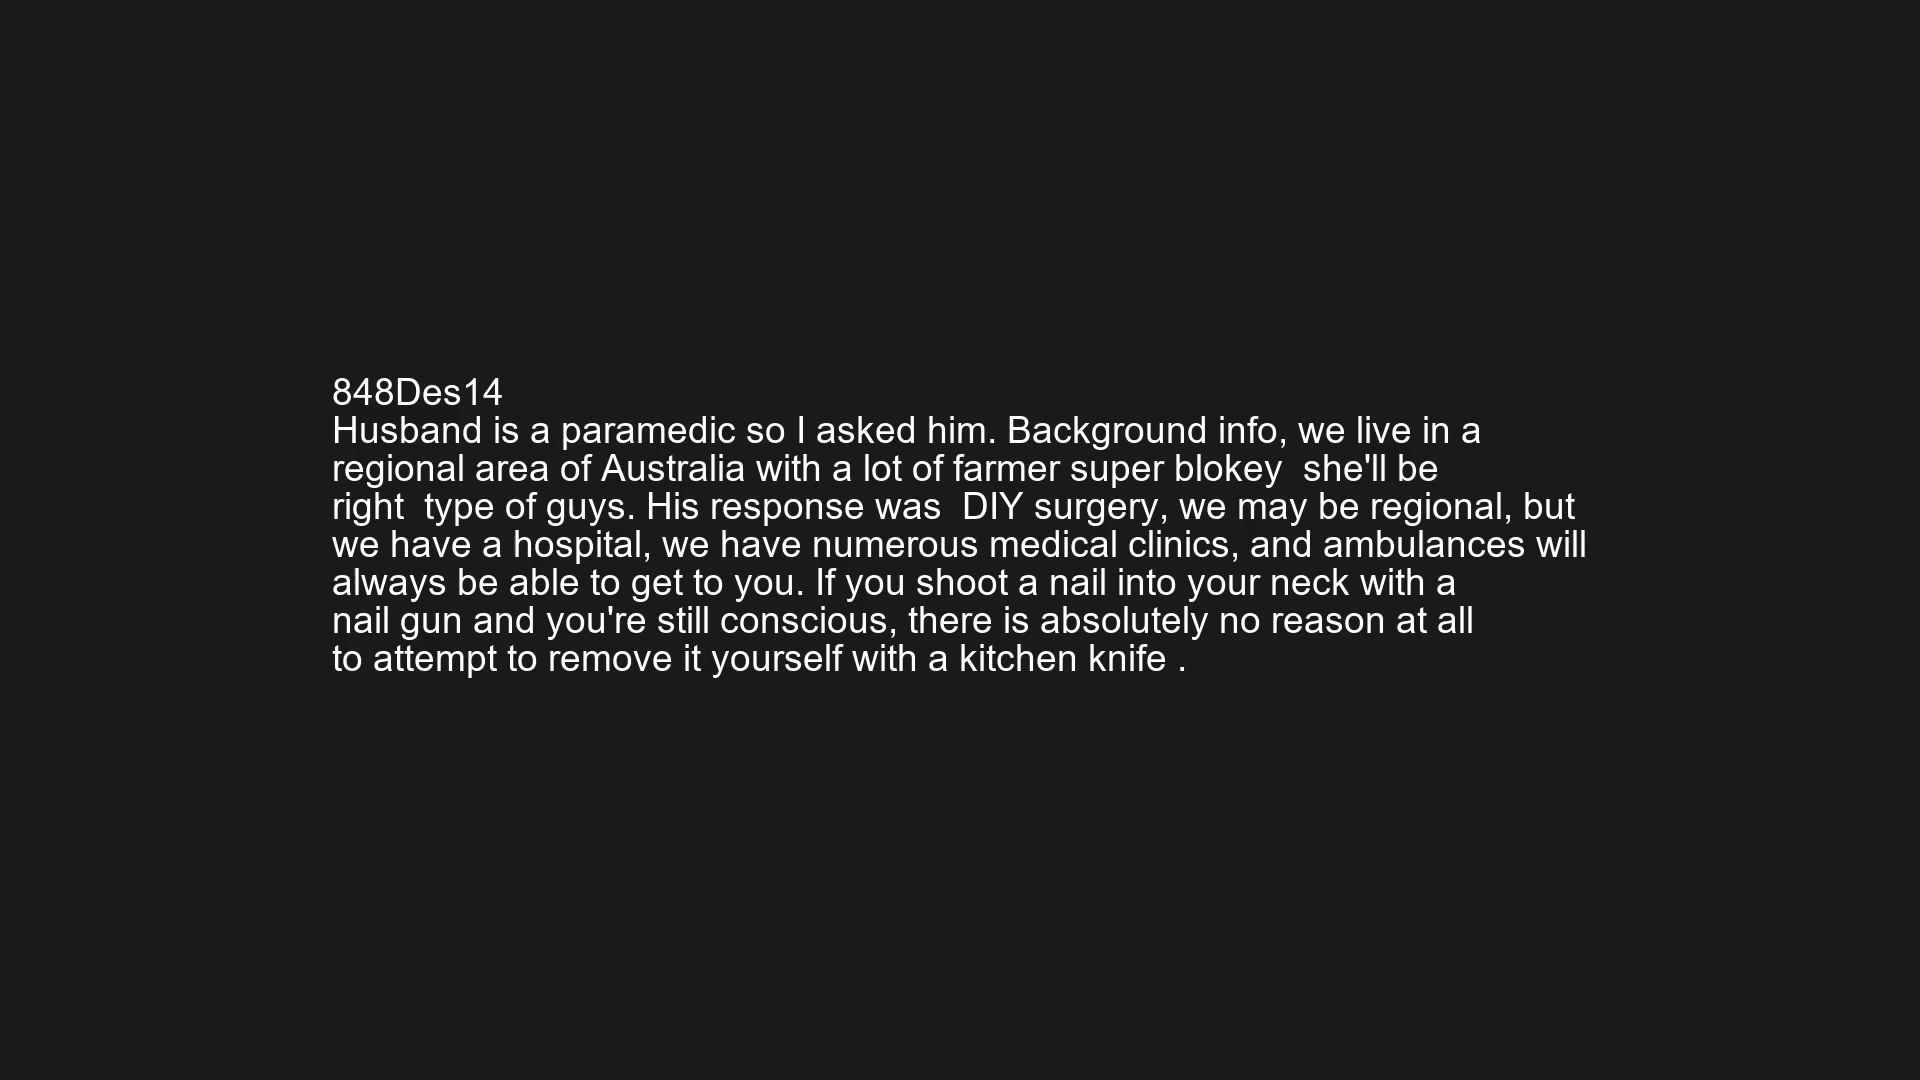 848Des14
Husband is a paramedic so I asked him. Background info, we live in a
regional area of Australia with a lot of farmer super blokey  she'll be
right  type of guys. His response was  DIY surgery, we may be regional, but
we have a hospital, we have numerous medical clinics, and ambulances will
always be able to get to you. If you shoot a nail into your neck with a
nail gun and you're still conscious, there is absolutely no reason at all
to attempt to remove it yourself with a kitchen knife .